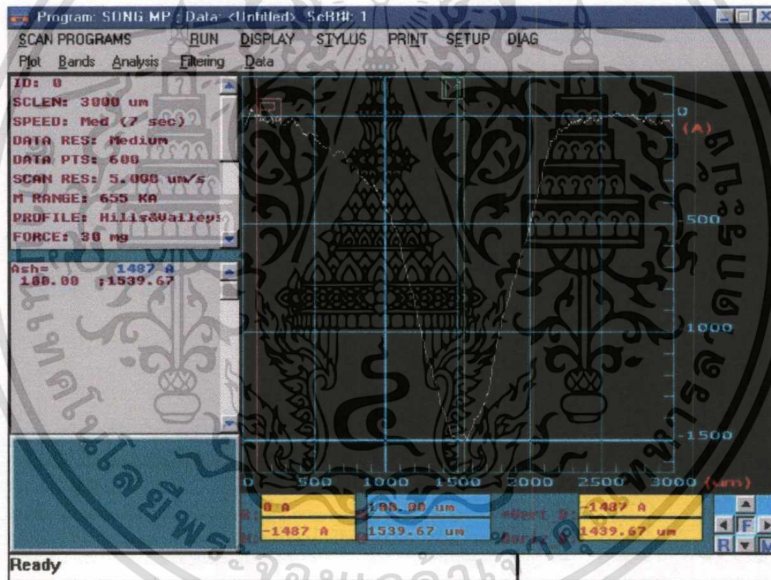 Program: SONG MP : Data: <Untitled> ScR#: 1
SCAN PROGRAMS RUN DISPLAY STYLUS PRINT SETUP DIAG
Plot Bands Analysis Filtering Data
ID: 0
SCLEN: 3000 um
SPEED: Med (7 sec)
DATA RES: Medium
DATA PTS: 600
SCAN RES: 5.000 um/s
M RANGE: 655 KA
PROFILE: Hills&Valleys
FORCE: 30 mg
Ash= 1487 A
100.00 :1539.67
0
(A)
-500
1000
-1500
0 500 1000 1500 2000 2500 3000 (um)
R: 0 A 100.00 um -1487 A
M: -1487 A 1539.67 um 1439.67 um
F
R M
Ready